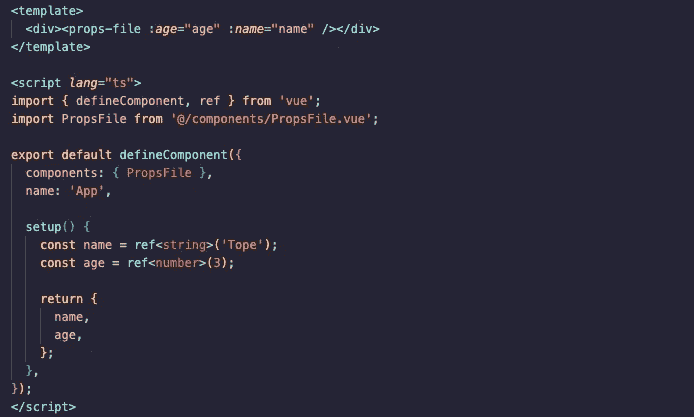 <template>
  <div><props-file :age="age" :name="name" /></div>
</template>

<script lang="ts">
import { defineComponent, ref } from 'vue';
import PropsFile from '@/components/PropsFile.vue';

export default defineComponent({
  components: { PropsFile },
  name: 'App',

  setup() {
    const name = ref<string>('Tope');
    const age = ref<number>(3);

    return {
      name,
      age,
    };
  },
});
</script>